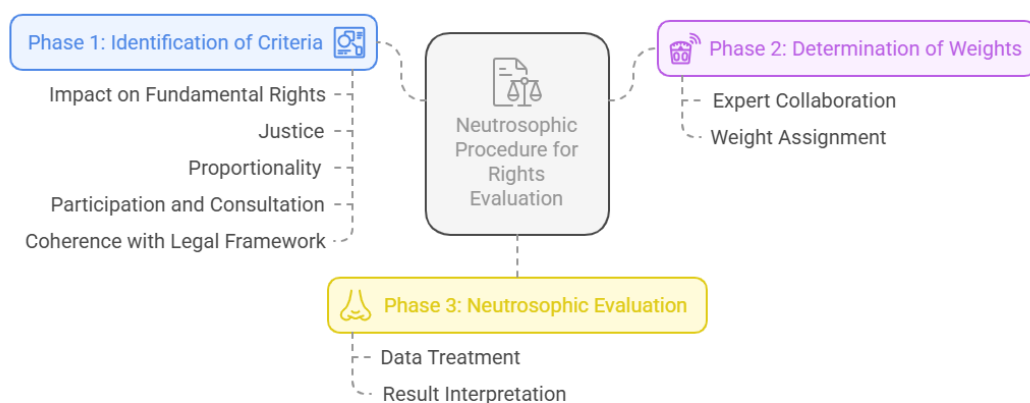 Phase 1: Identification of Criteria
Impact on Fundamental Rights
Justice
Proportionality
Participation and Consultation
Coherence with Legal Framework
Neutrosophic
Procedure for
Rights
Evaluation
Phase 2: Determination of Weights
Expert Collaboration
Weight Assignment
Phase 3: Neutrosophic Evaluation
Data Treatment
Result Interpretation